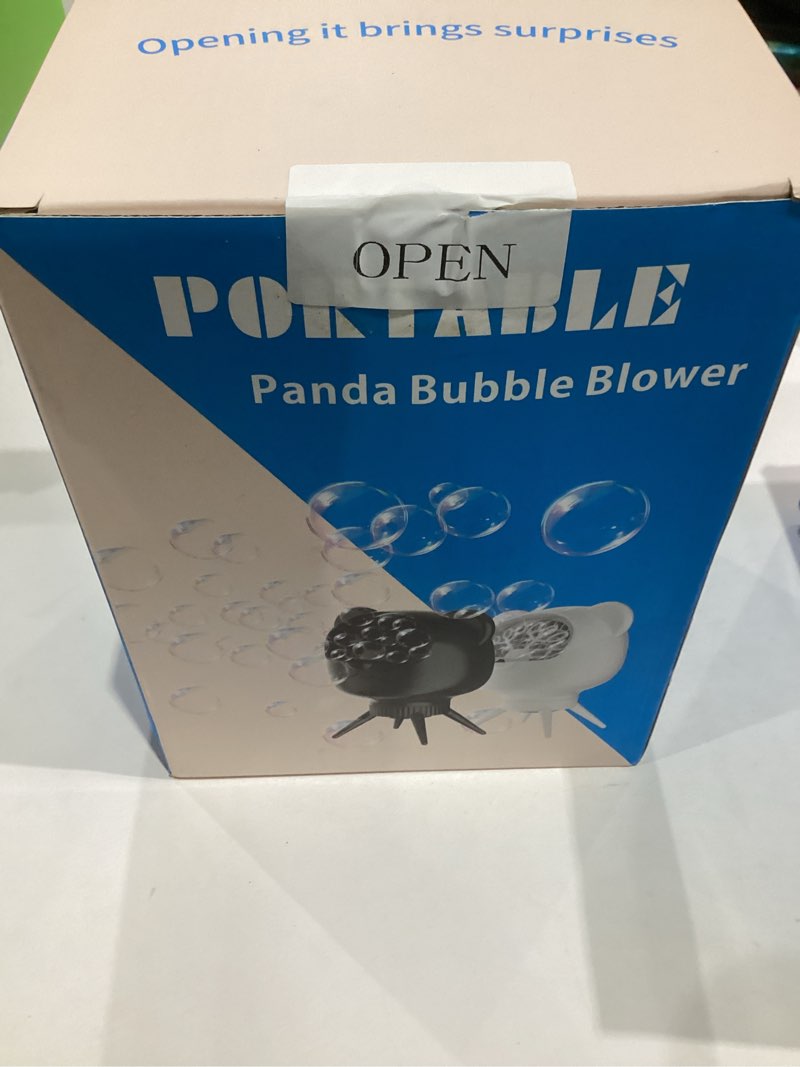 Opening it brings surprises
OPEN
PORTABLE
Panda Bubble Blower